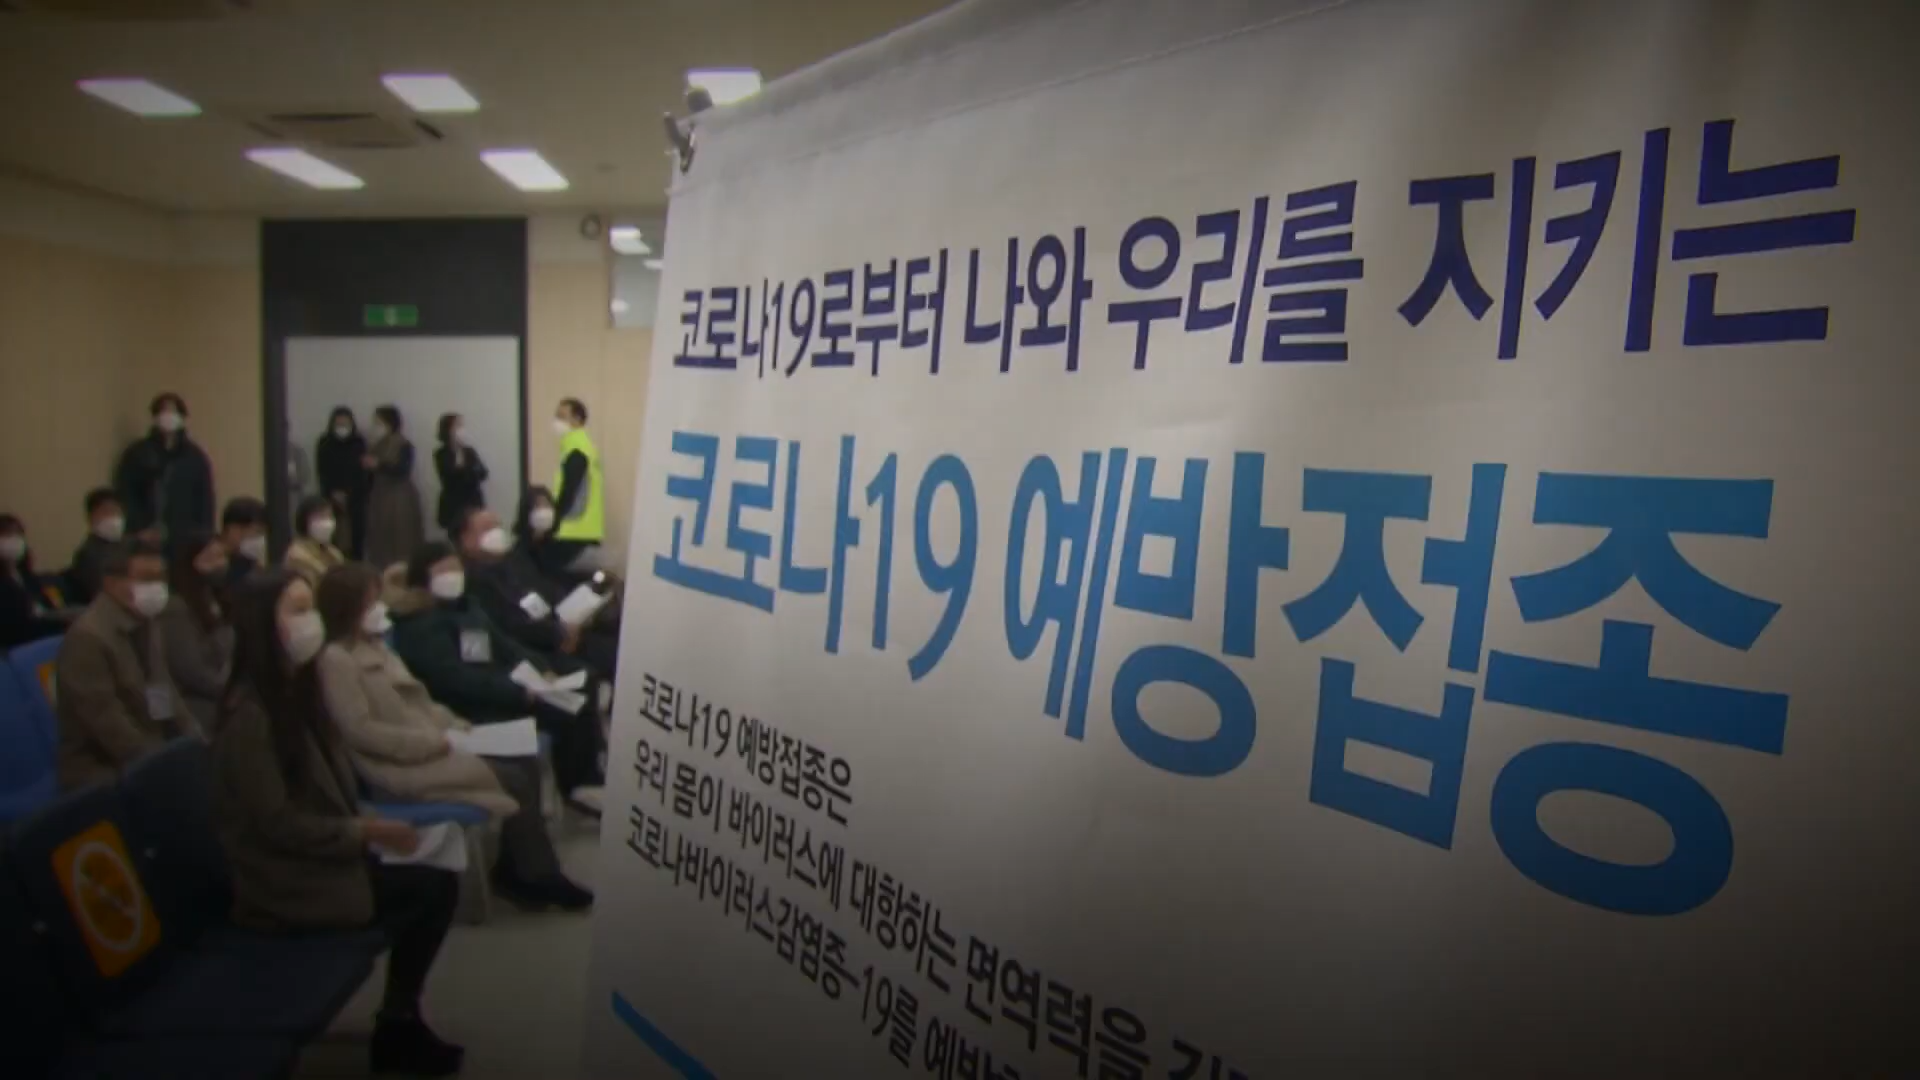 코로나19로부터 나와 우리를 지키는
코로나19 예방접종
코로나19 예방접종은
우리 몸이 바이러스에 대항하는 면역력을
코로나바이러스감염증-19를